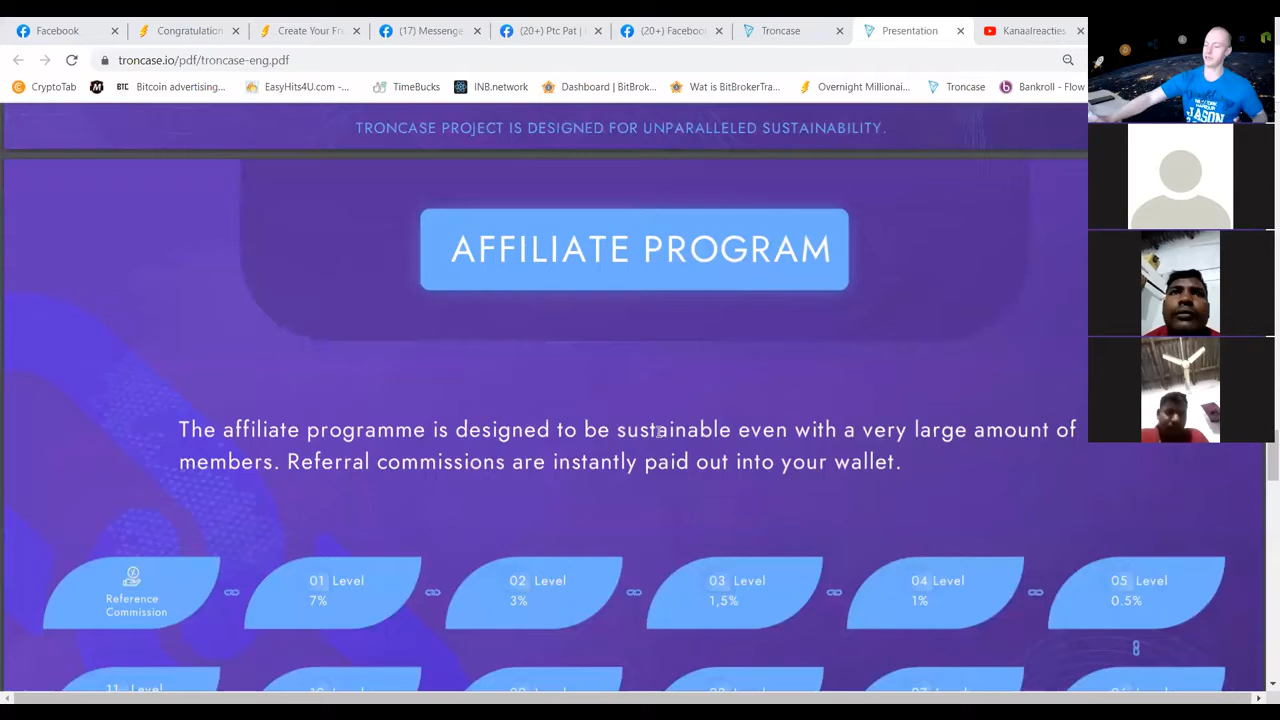 Facebook
Congratulation
Create Your Fr
(17) Messenge
(20+) Ptc Pat |
(20+) Faceboo
Troncase
Presentation
Kanaalreacties
troncase.io/pdf/troncase-eng.pdf
CryptoTab
BTC Bitcoin advertising...
EasyHits4U.com -...
TimeBucks
INB.network
Dashboard | BitBrok...
Wat is BitBrokerTra...
Overnight Millionai...
Troncase
Bankroll - Flow
TRONCASE PROJECT IS DESIGNED FOR UNPARALLELED SUSTAINABILITY.
AFFILIATE PROGRAM
The affiliate programme is designed to be sustainable even with a very large amount of
members. Referral commissions are instantly paid out into your wallet.
Reference
Commission
01 Level
7%
02 Level
3%
03 Level
1,5%
04 Level
1%
05 Level
0.5%
11 Level
JASON